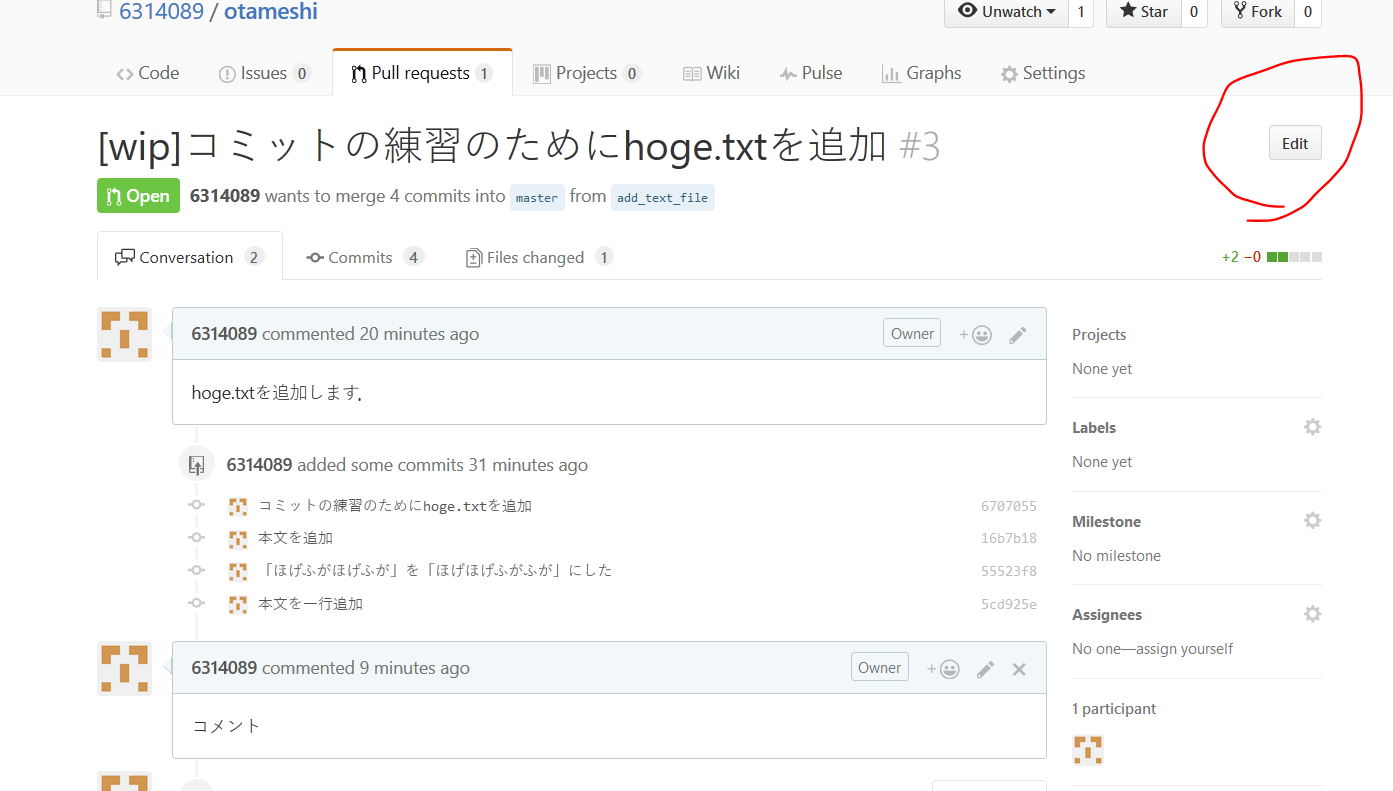 6314089 / otameshi
Unwatch 1 Star 0 Fork 0
Code Issues 0 Pull requests 1 Projects 0 Wiki Pulse Graphs Settings
[wip]コミットの練習のためにhoge.txtを追加 #3
Edit
Open 6314089 wants to merge 4 commits into master from add_text_file
Conversation 2 Commits 4 Files changed 1
+2 −0
6314089 commented 20 minutes ago
Owner
hoge.txtを追加します．
6314089 added some commits 31 minutes ago
コミットの練習のためにhoge.txtを追加 6707055
本文を追加 16b7b18
「ほげふがほげふが」を「ほげほげふがふが」にした 55523f8
本文を一行追加 5cd925e
6314089 commented 9 minutes ago
Owner
コメント
Projects
None yet
Labels
None yet
Milestone
No milestone
Assignees
No one—assign yourself
1 participant